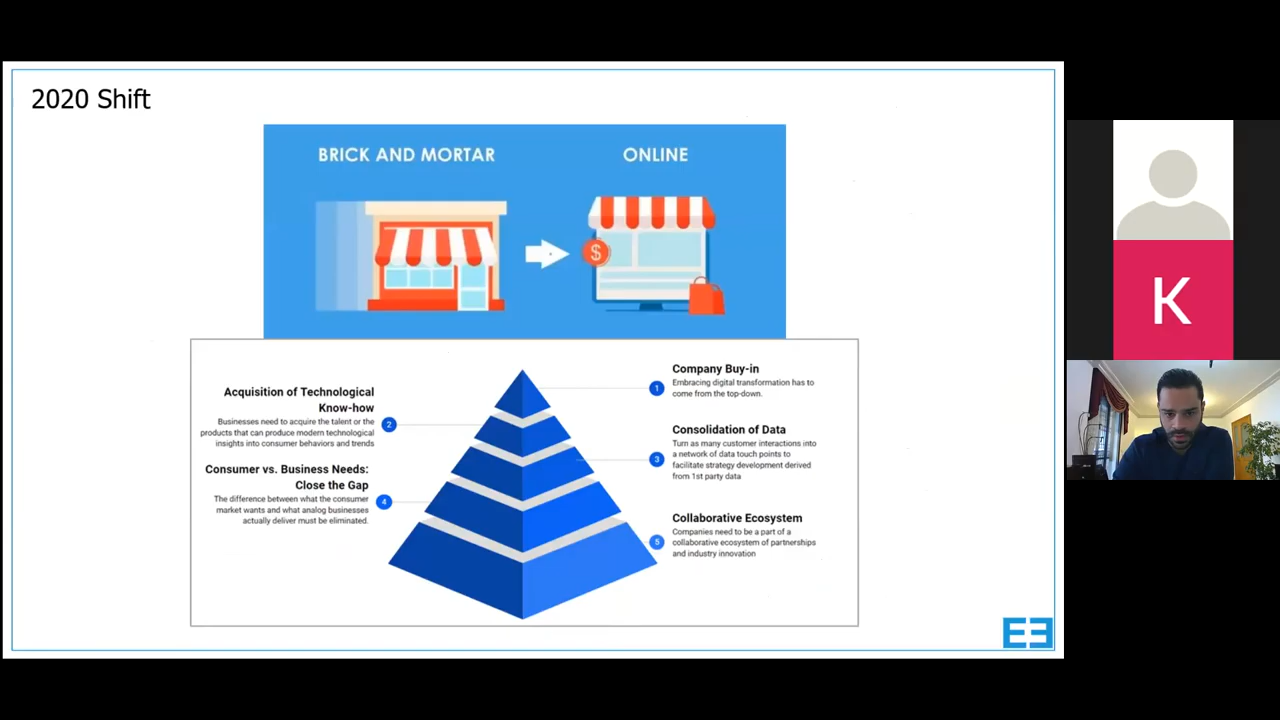 2020 Shift
BRICK AND MORTAR
ONLINE
$
Acquisition of Technological
Know-how
Businesses need to acquire the talent or the
products that can produce modern technological
insights into consumer behaviors and trends
2
Consumer vs. Business Needs:
Close the Gap
The difference between what the consumer
market wants and what analog businesses
actually deliver must be eliminated.
4
1
Company Buy-in
Embracing digital transformation has to
come from the top-down.
3
Consolidation of Data
Turn as many customer interactions into
a network of data touch points to
facilitate strategy development derived
from 1st party data
5
Collaborative Ecosystem
Companies need to be a part of a
collaborative ecosystem of partnerships
and industry innovation
K